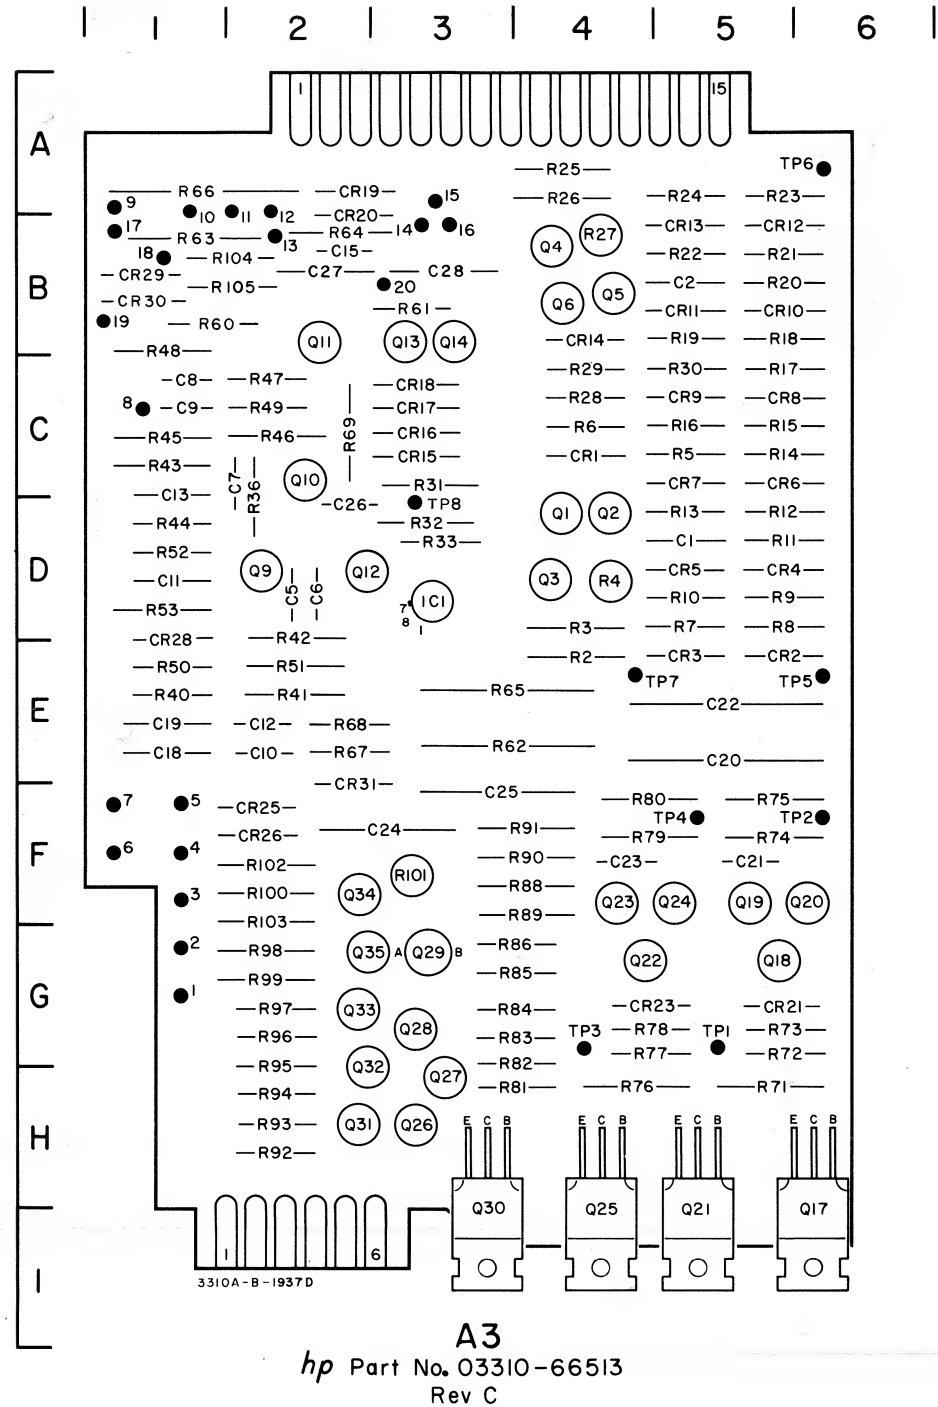 2 3 4 5 6
1 15
A
R25 TP6
R66 CR19 15 R26 R24 R23
9 10 11 12 CR20 14 16 CR13 CR12
17 R63 13 R64 Q4 R27
18 R104 C15 R22 R21
B
CR29 C27 C28
R105 20 Q6 Q5 C2 R20
CR30 R61 CR11 CR10
19 R60 Q11 Q13 Q14 CR14 R19 R18
R48
R29 R30 R17
C8 R47 CR18
8 C9 R49 CR17 R28 CR9 CR8
C
R45 R46 R69 CR16 R6 R16 R15
R43 CR15 CR1 R5 R14
C7 R36 Q10 R31 CR7 CR6
C13 C26 TP8
R44 R32 Q1 Q2 R13 R12
R52 R33 C1 R11
D
C11 Q9 C5 C6 Q12 Q3 R4 CR5 CR4
R53 7 IC1 R10 R9
8 1
CR28 R42 R3 R7 R8
R50 R51 R2 CR3 CR2
R40 R41 R65 TP7 TP5
E
C22
C19 C12 R68
C18 C10 R67 R62 C20
CR31 C25
7 5 CR25 R80 R75
TP4 TP2
CR26 C24 R91 R79 R74
F
6 4 R102 R90 C23 C21
R101
3 R100 Q34 R88 Q23 Q24 Q19 Q20
R103 R89
2 R98 Q35 A Q29 B R86 Q22 Q18
R99 R85
G
1 R97 Q33 R84 CR23 CR21
R96 Q28 R83 TP3 R78 TP1 R73
R95 Q32 R82 R77 R72
R94 Q27 R81 R76 R71
H
R93 Q31 Q26 E C B E C B E C B E C B
R92
Q30 Q25 Q21 Q17
1 6
I
3310A-B-1937D
A3
hp Part No. 03310-66513
Rev C